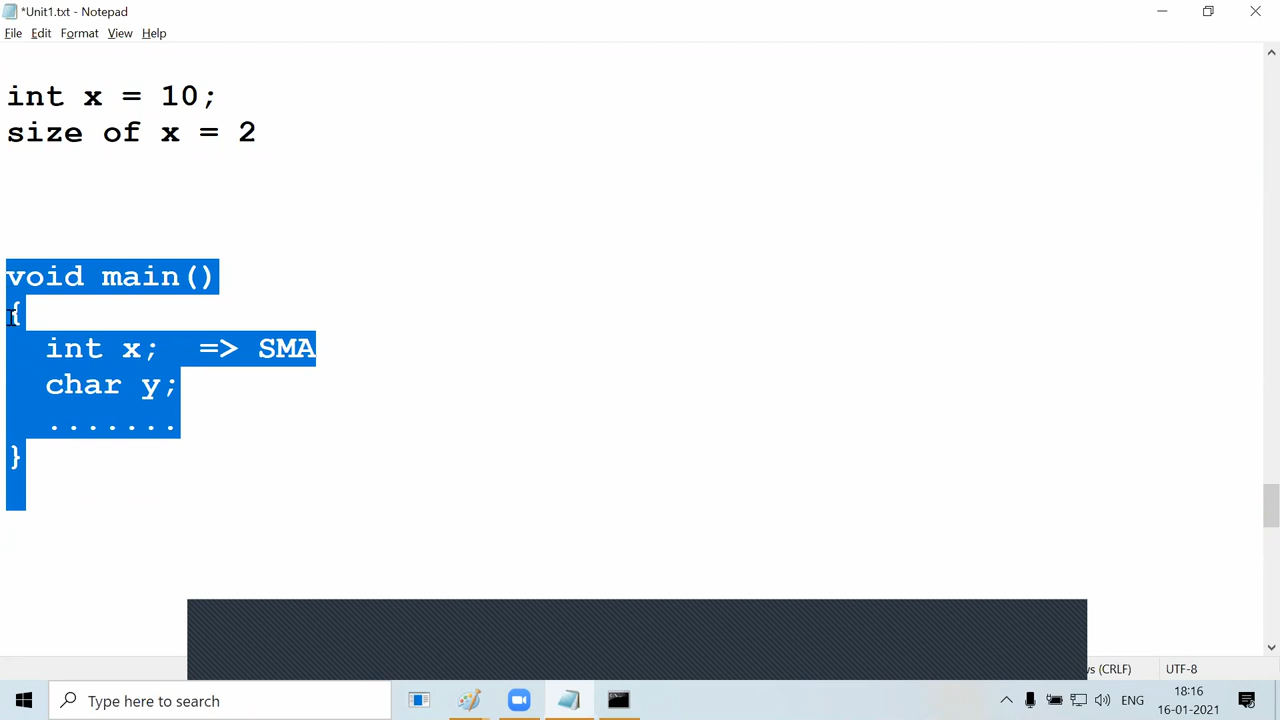 *Unit1.txt - Notepad
File Edit Format View Help
int x = 10;
size of x = 2
void main()
{
int x; => SMA
char y;
.......
}
(CRLF) UTF-8
Type here to search
ENG
18:16
16-01-2021